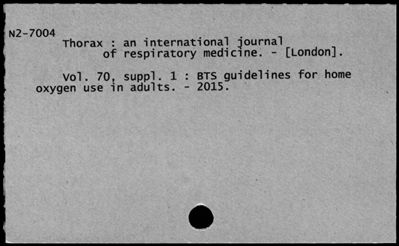 N2-7004
Thorax : an international journal
of respiratory medicine. - [London].
Vol. 70, suppl. 1 : BTS guidelines for home
oxygen use in adults. - 2015.